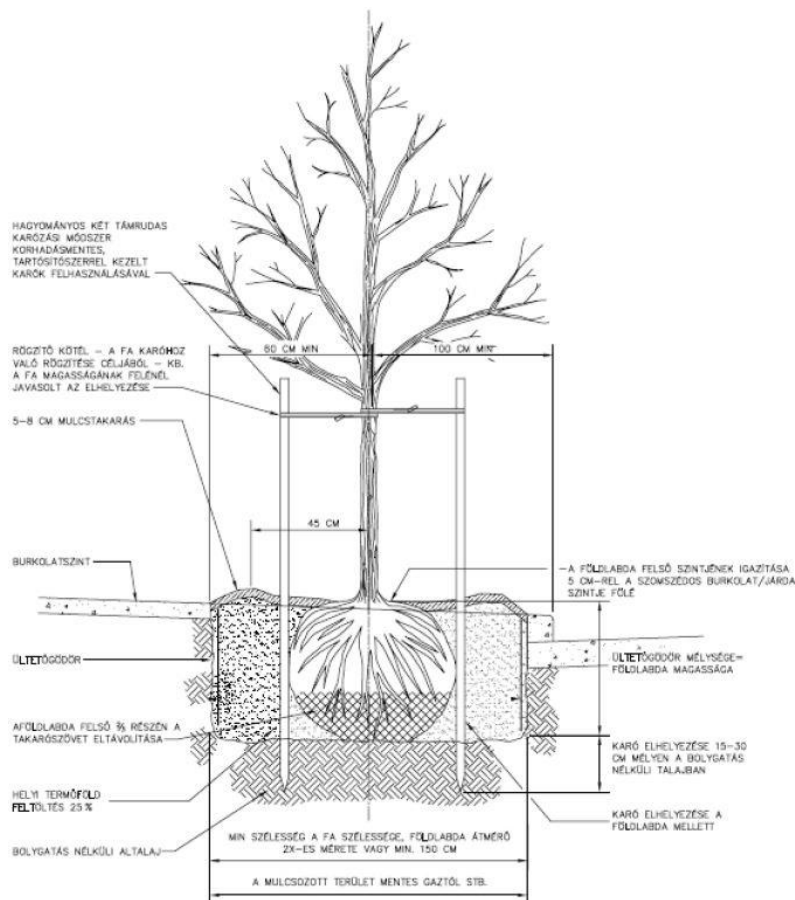 HAGYOMÁNYOS KÉT TÁMRUDAS
KARÓZÁSI MÓDSZER
KORHADÁSMENTES,
TARTÓSÍTÓSZERREL KEZELT
KARÓK FELHASZNÁLÁSÁVAL
RÖGZÍTŐ KÖTÉL – A FA KARÓHOZ
VALÓ RÖGZÍTÉSE CÉLJÁBÓL – KB.
A FA MAGASSÁGÁNAK FELÉNÉL
JAVASOLT AZ ELHELYEZÉSE
60 CM MIN
100 CM MIN
5–8 CM MULCSTAKARÁS
45 CM
BURKOLATSZINT
–A FÖLDLABDA FELSŐ SZINTJÉNEK IGAZÍTÁSA
5 CM–REL A SZOMSZÉDOS BURKOLAT/JÁRDA
SZINTJE FÖLÉ
ÜLTETŐGÖDÖR
ÜLTETŐGÖDÖR MÉLYSÉGE=
FÖLDLABDA MAGASSÁGA
AFÖLDLABDA FELSŐ ⅔ RÉSZÉN A
TAKARÓSZÖVET ELTÁVOLÍTÁSA
KARÓ ELHELYEZÉSE 15–30
CM MÉLYEN A BOLYGATÁS
NÉLKÜLI TALAJBAN
HELYI TERMŐFÖLD
FELTÖLTÉS 25%
KARÓ ELHELYEZÉSE A
FÖLDLABDA MELLETT
BOLYGATÁS NÉLKÜLI ALTALAJ
MIN SZÉLESSÉG A FA SZÉLESSÉGE, FÖLDLABDA ÁTMÉRŐ
2X–ES MÉRETE VAGY MIN. 150 CM
A MULCSOZOTT TERÜLET MENTES GAZTÓL STB.